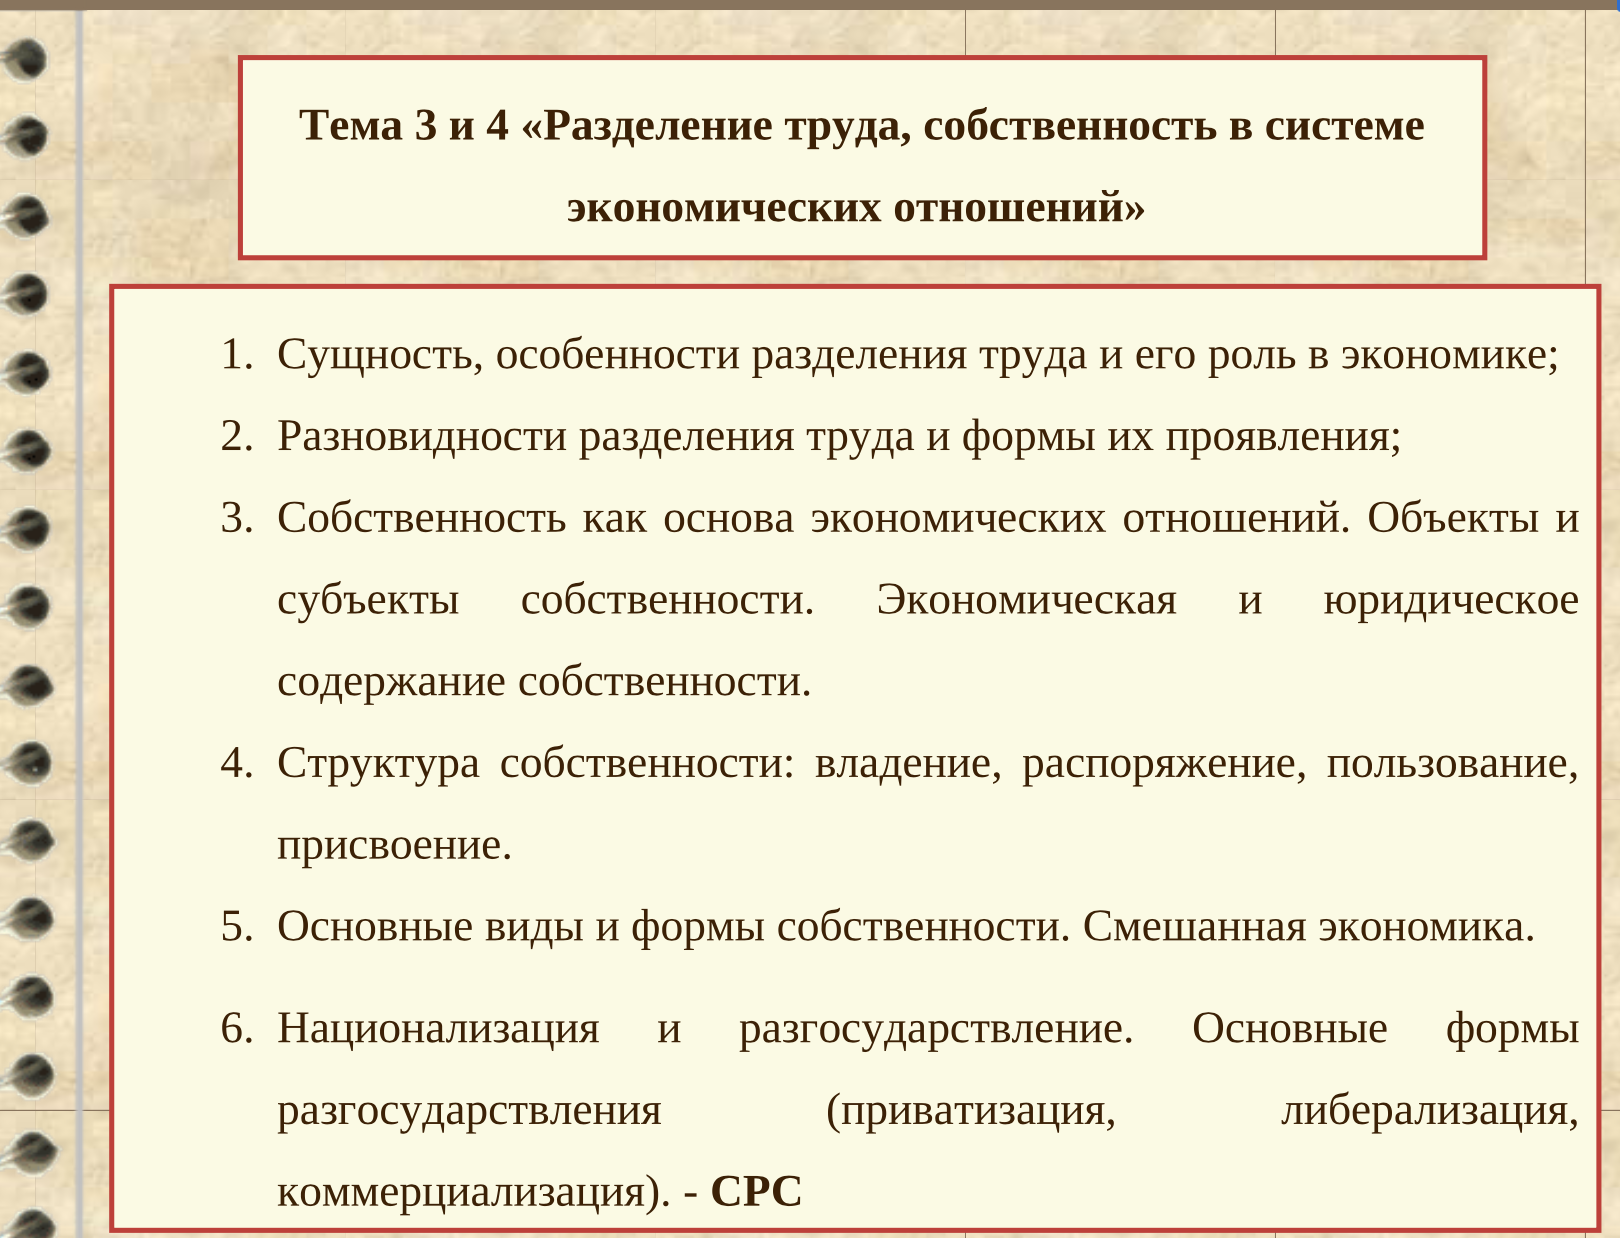 Тема 3 и 4 «Разделение труда, собственность в системе
экономических отношений»
1. Сущность, особенности разделения труда и его роль в экономике;
2. Разновидности разделения труда и формы их проявления;
3. Собственность как основа экономических отношений. Объекты и
субъекты собственности. Экономическая и юридическое
содержание собственности.
4. Структура собственности: владение, распоряжение, пользование,
присвоение.
5. Основные виды и формы собственности. Смешанная экономика.
6. Национализация и разгосударствление. Основные формы
разгосударствления (приватизация, либерализация,
коммерциализация). - СРС